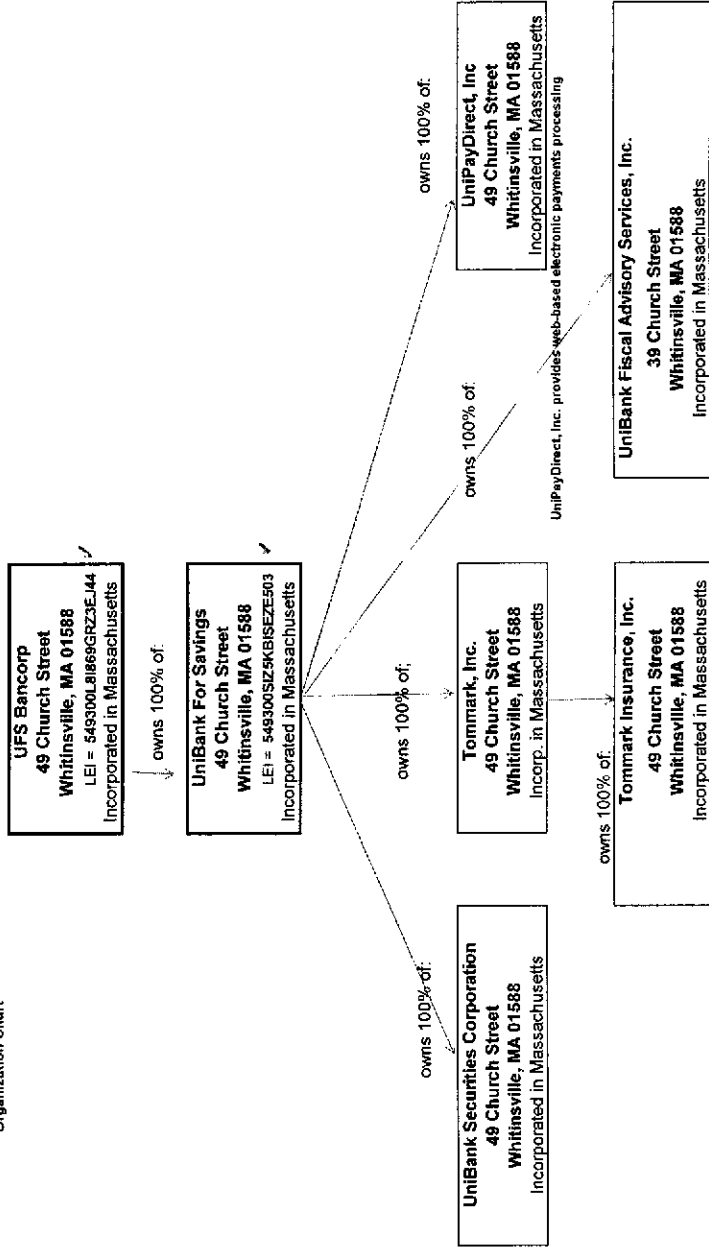 Organization Chart
UFS Bancorp
49 Church Street
Whitinsville, MA 01588
LEI = 549300L8I869GRZ3EJ44
Incorporated in Massachusetts
owns 100% of:
UniBank For Savings
49 Church Street
Whitinsville, MA 01588
LEI = 549300SIZ5KBISEZE503
Incorporated in Massachusetts
owns 100% of:
owns 100% of:
owns 100% of:
owns 100% of:
UniBank Securities Corporation
49 Church Street
Whitinsville, MA 01588
Incorporated in Massachusetts
Tommark, Inc.
49 Church Street
Whitinsville, MA 01588
Incorp. in Massachusetts
UniPayDirect, Inc
49 Church Street
Whitinsville, MA 01588
Incorporated in Massachusetts
UniPayDirect, Inc. provides web-based electronic payments processing
owns 100% of:
Tommark Insurance, Inc.
49 Church Street
Whitinsville, MA 01588
Incorporated in Massachusetts
UniBank Fiscal Advisory Services, Inc.
39 Church Street
Whitinsville, MA 01588
Incorporated in Massachusetts